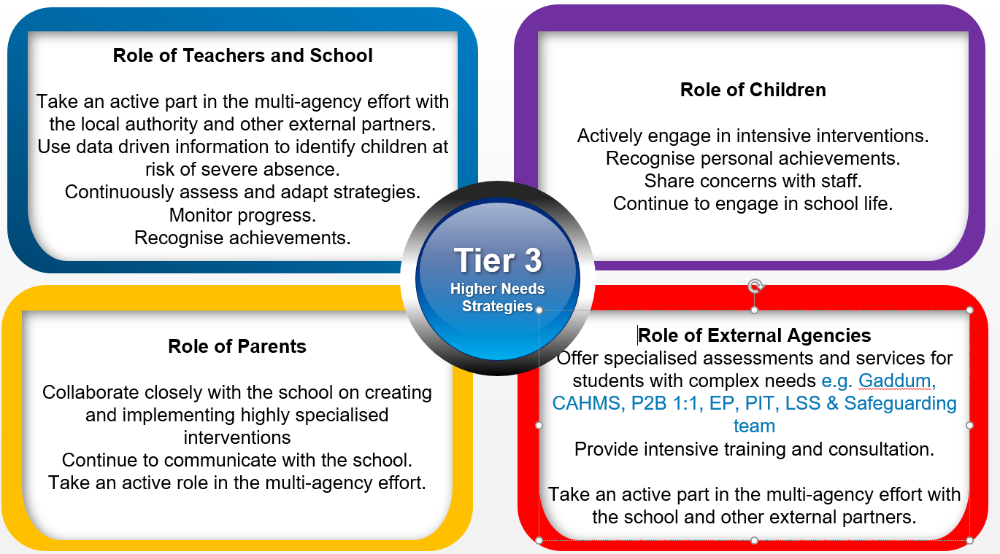 Role of Teachers and School
Take an active part in the multi-agency effort with
the local authority and other external partners.
Use data driven information to identify children at
risk of severe absence.
Continuously assess and adapt strategies.
Monitor progress.
Recognise achievements.
Role of Children
Actively engage in intensive interventions.
Recognise personal achievements.
Share concerns with staff.
Continue to engage in school life.
Tier 3
Higher Needs
Strategies
Role of Parents
Collaborate closely with the school on creating
and implementing highly specialised
interventions
Continue to communicate with the school.
Take an active role in the multi-agency effort.
Role of External Agencies
Offer specialised assessments and services for
students with complex needs e.g. Gaddum,
CAHMS, P2B 1:1, EP, PIT, LSS & Safeguarding
team
Provide intensive training and consultation.
Take an active part in the multi-agency effort with
the school and other external partners.